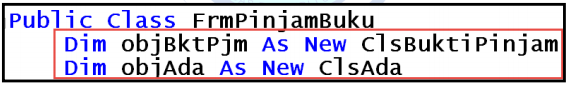 Public Class FrmPinjamBuku
Dim objBktPjm As New ClsBuktiPinjam
Dim objAda As New ClsAda